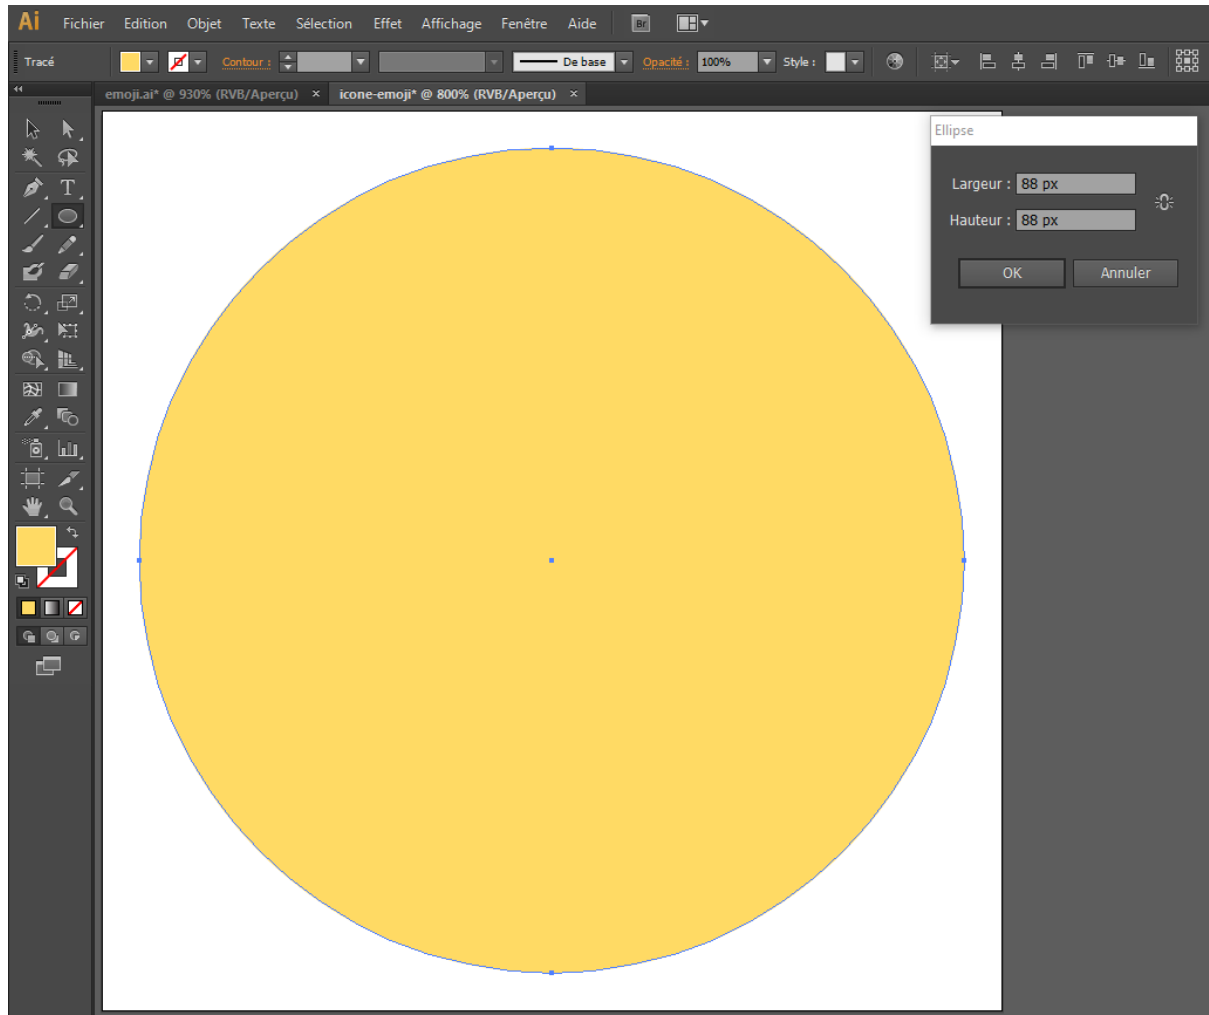 Ai Fichier Edition Objet Texte Sélection Effet Affichage Fenêtre Aide Br
Tracé Contour : De base Opacité : 100% Style :
emoji.ai* @ 930% (RVB/Aperçu) × icone-emoji* @ 800% (RVB/Aperçu) ×
Ellipse
Largeur : 88 px
Hauteur : 88 px
OK Annuler